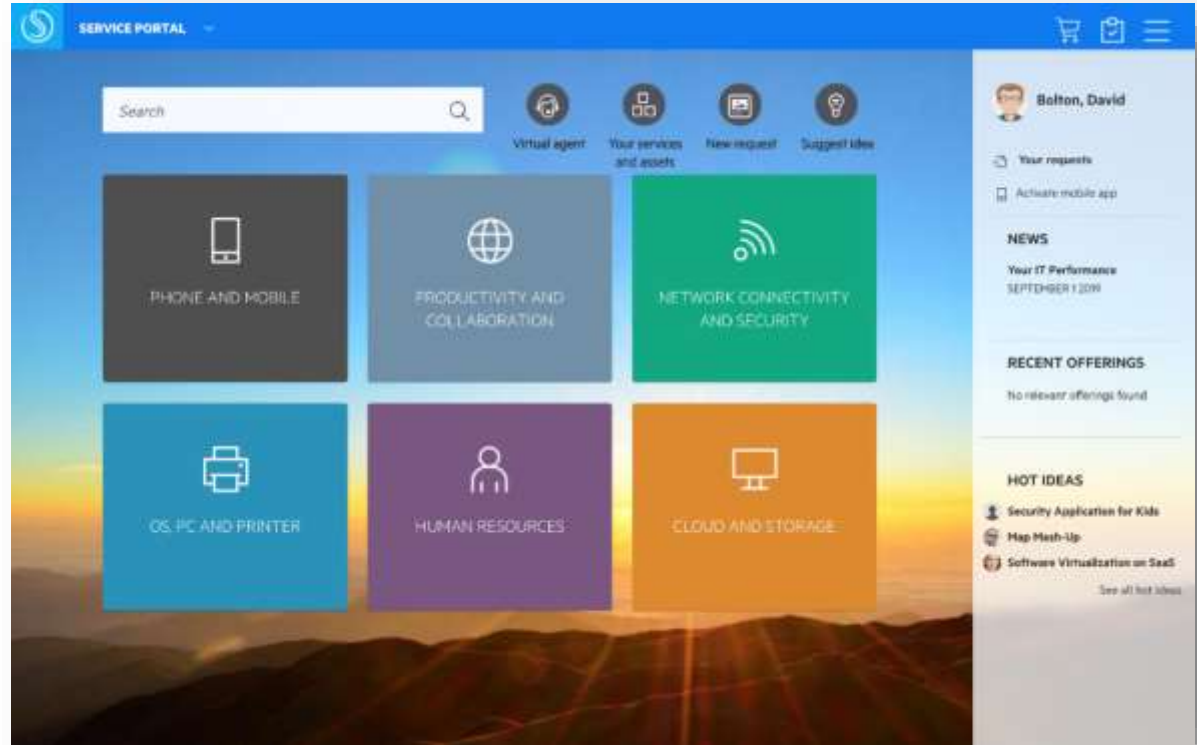 SERVICE PORTAL
Search
Virtual agent
Your services
and assets
New request
Suggest idea
PHONE AND MOBILE
PRODUCTIVITY AND
COLLABORATION
NETWORK CONNECTIVITY
AND SECURITY
OS, PC AND PRINTER
HUMAN RESOURCES
CLOUD AND STORAGE
Bolton, David
Your requests
Activate mobile app
NEWS
Your IT Performance
SEPTEMBER 1 2019
RECENT OFFERINGS
No relevant offerings found
HOT IDEAS
Security Application for Kids
Map Mash-Up
Software Virtualization on SaaS
See all hot ideas